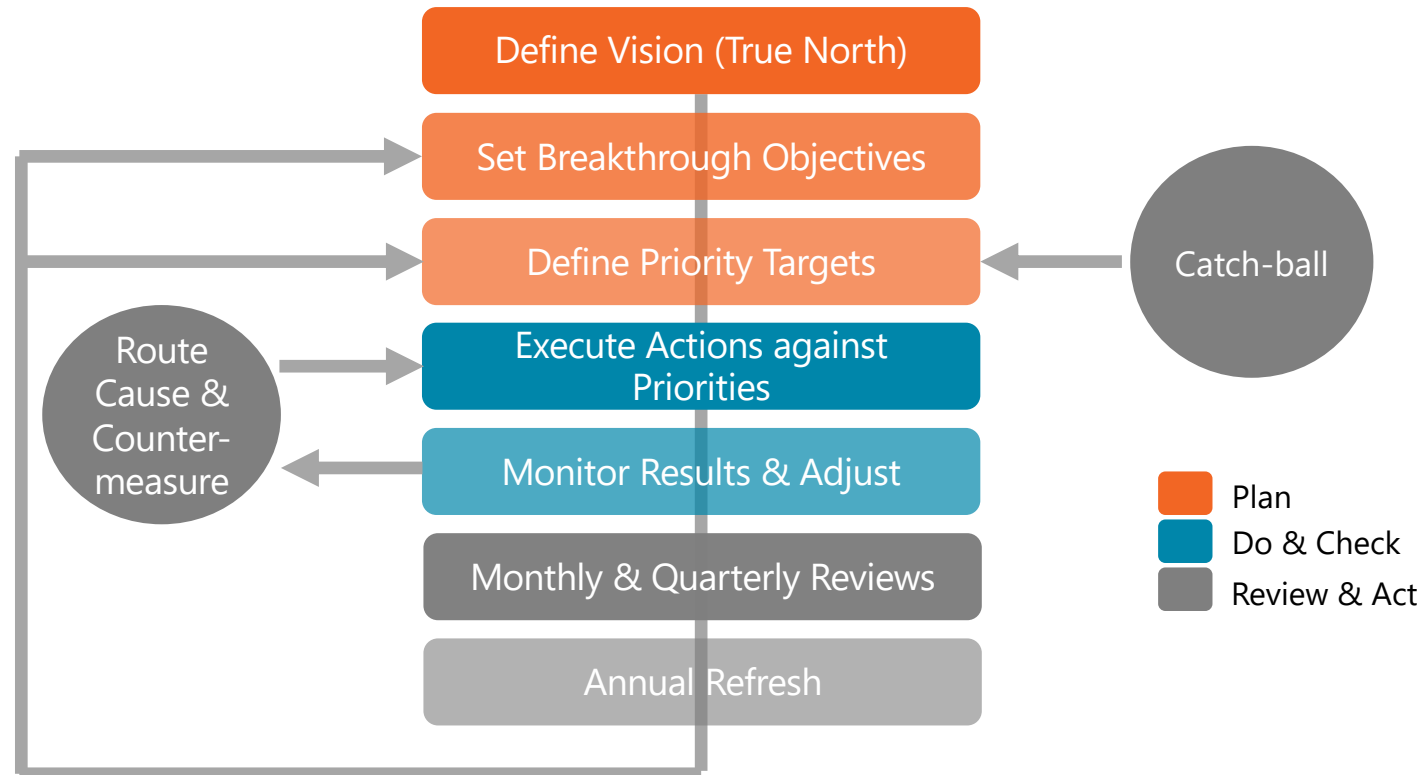 Define Vision (True North)
Set Breakthrough Objectives
Define Priority Targets
Catch-ball
Route
Cause &
Counter-
measure
Execute Actions against
Priorities
Monitor Results & Adjust
Monthly & Quarterly Reviews
Annual Refresh
Plan
Do & Check
Review & Act